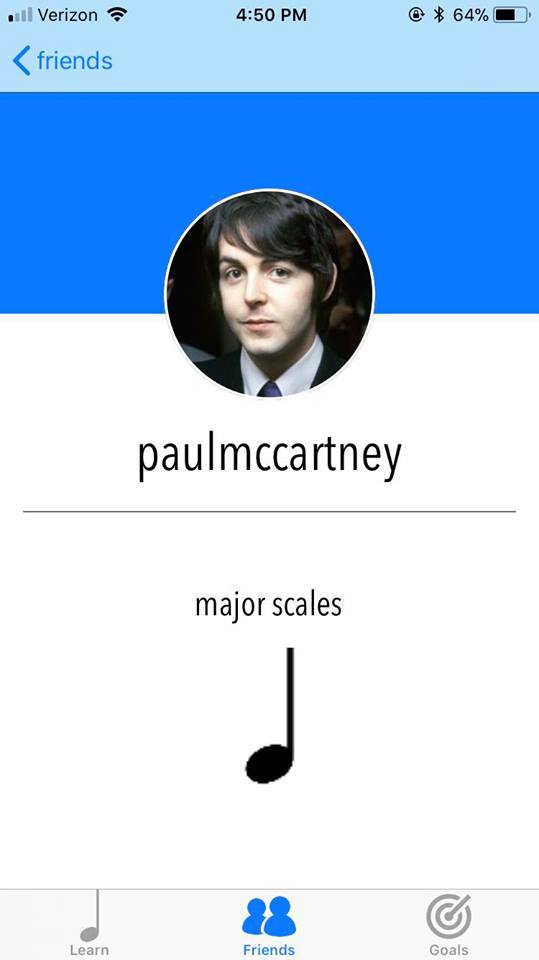 Verizon 4:50 PM 64%
friends
paulmccartney
major scales
Learn Friends Goals